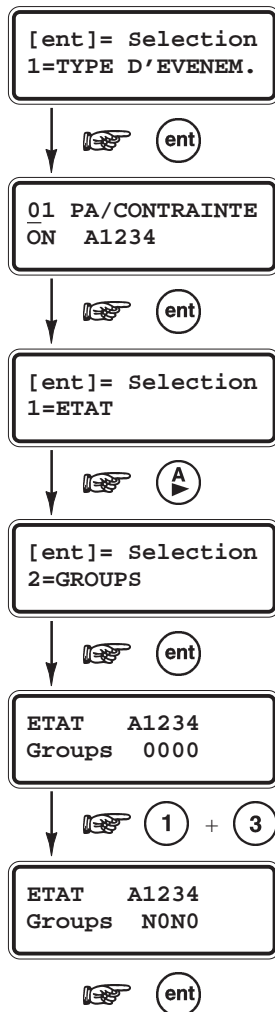 [ent]= Selection
1=TYPE D'EVENEM.
ent
01 PA/CONTRAINTE
ON A1234
ent
[ent]= Selection
1=ETAT
A
[ent]= Selection
2=GROUPS
ent
ETAT A1234
Groups 0000
1 + 3
ETAT A1234
Groups N0N0
ent